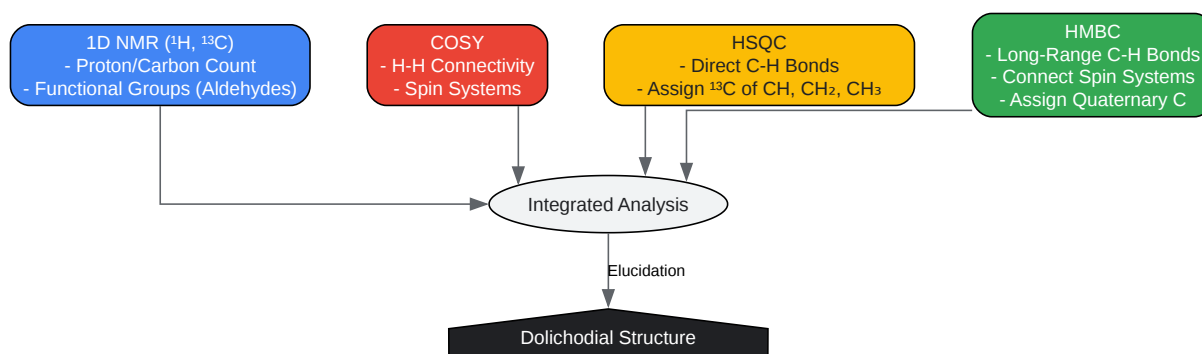 1D NMR (¹H, ¹³C)
- Proton/Carbon Count
- Functional Groups (Aldehydes)
COSY
- H-H Connectivity
- Spin Systems
HSQC
- Direct C-H Bonds
- Assign ¹³C of CH, CH₂, CH₃
HMBC
- Long-Range C-H Bonds
- Connect Spin Systems
- Assign Quaternary C
Integrated Analysis
Elucidation
Dolichodial Structure